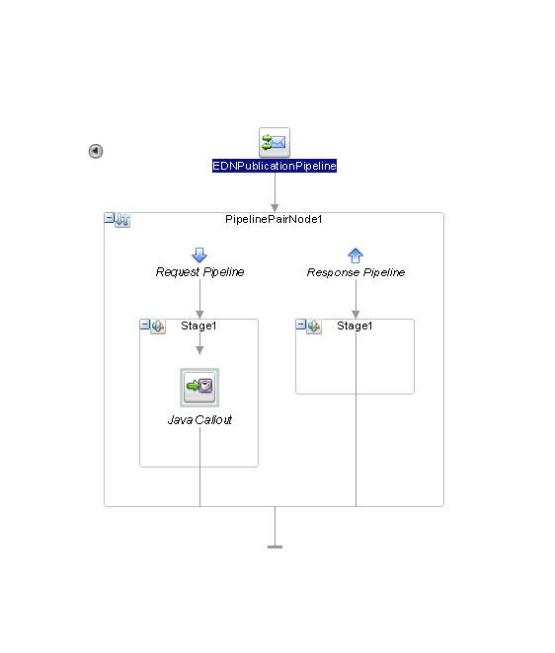 EDNPublicationPipeline
PipelinePairNode1
Request Pipeline
Response Pipeline
Stage1
Stage1
Java Callout